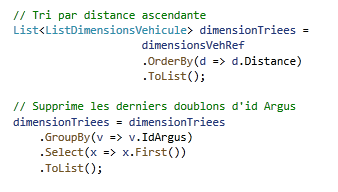 // Tri par distance ascendante
List<ListDimensionsVehicule> dimensionTriees =
dimensionsVehRef
.OrderBy(d => d.Distance)
.ToList();
// Supprime les derniers doublons d'id Argus
dimensionTriees = dimensionTriees
.GroupBy(v => v.IdArgus)
.Select(x => x.First())
.ToList();